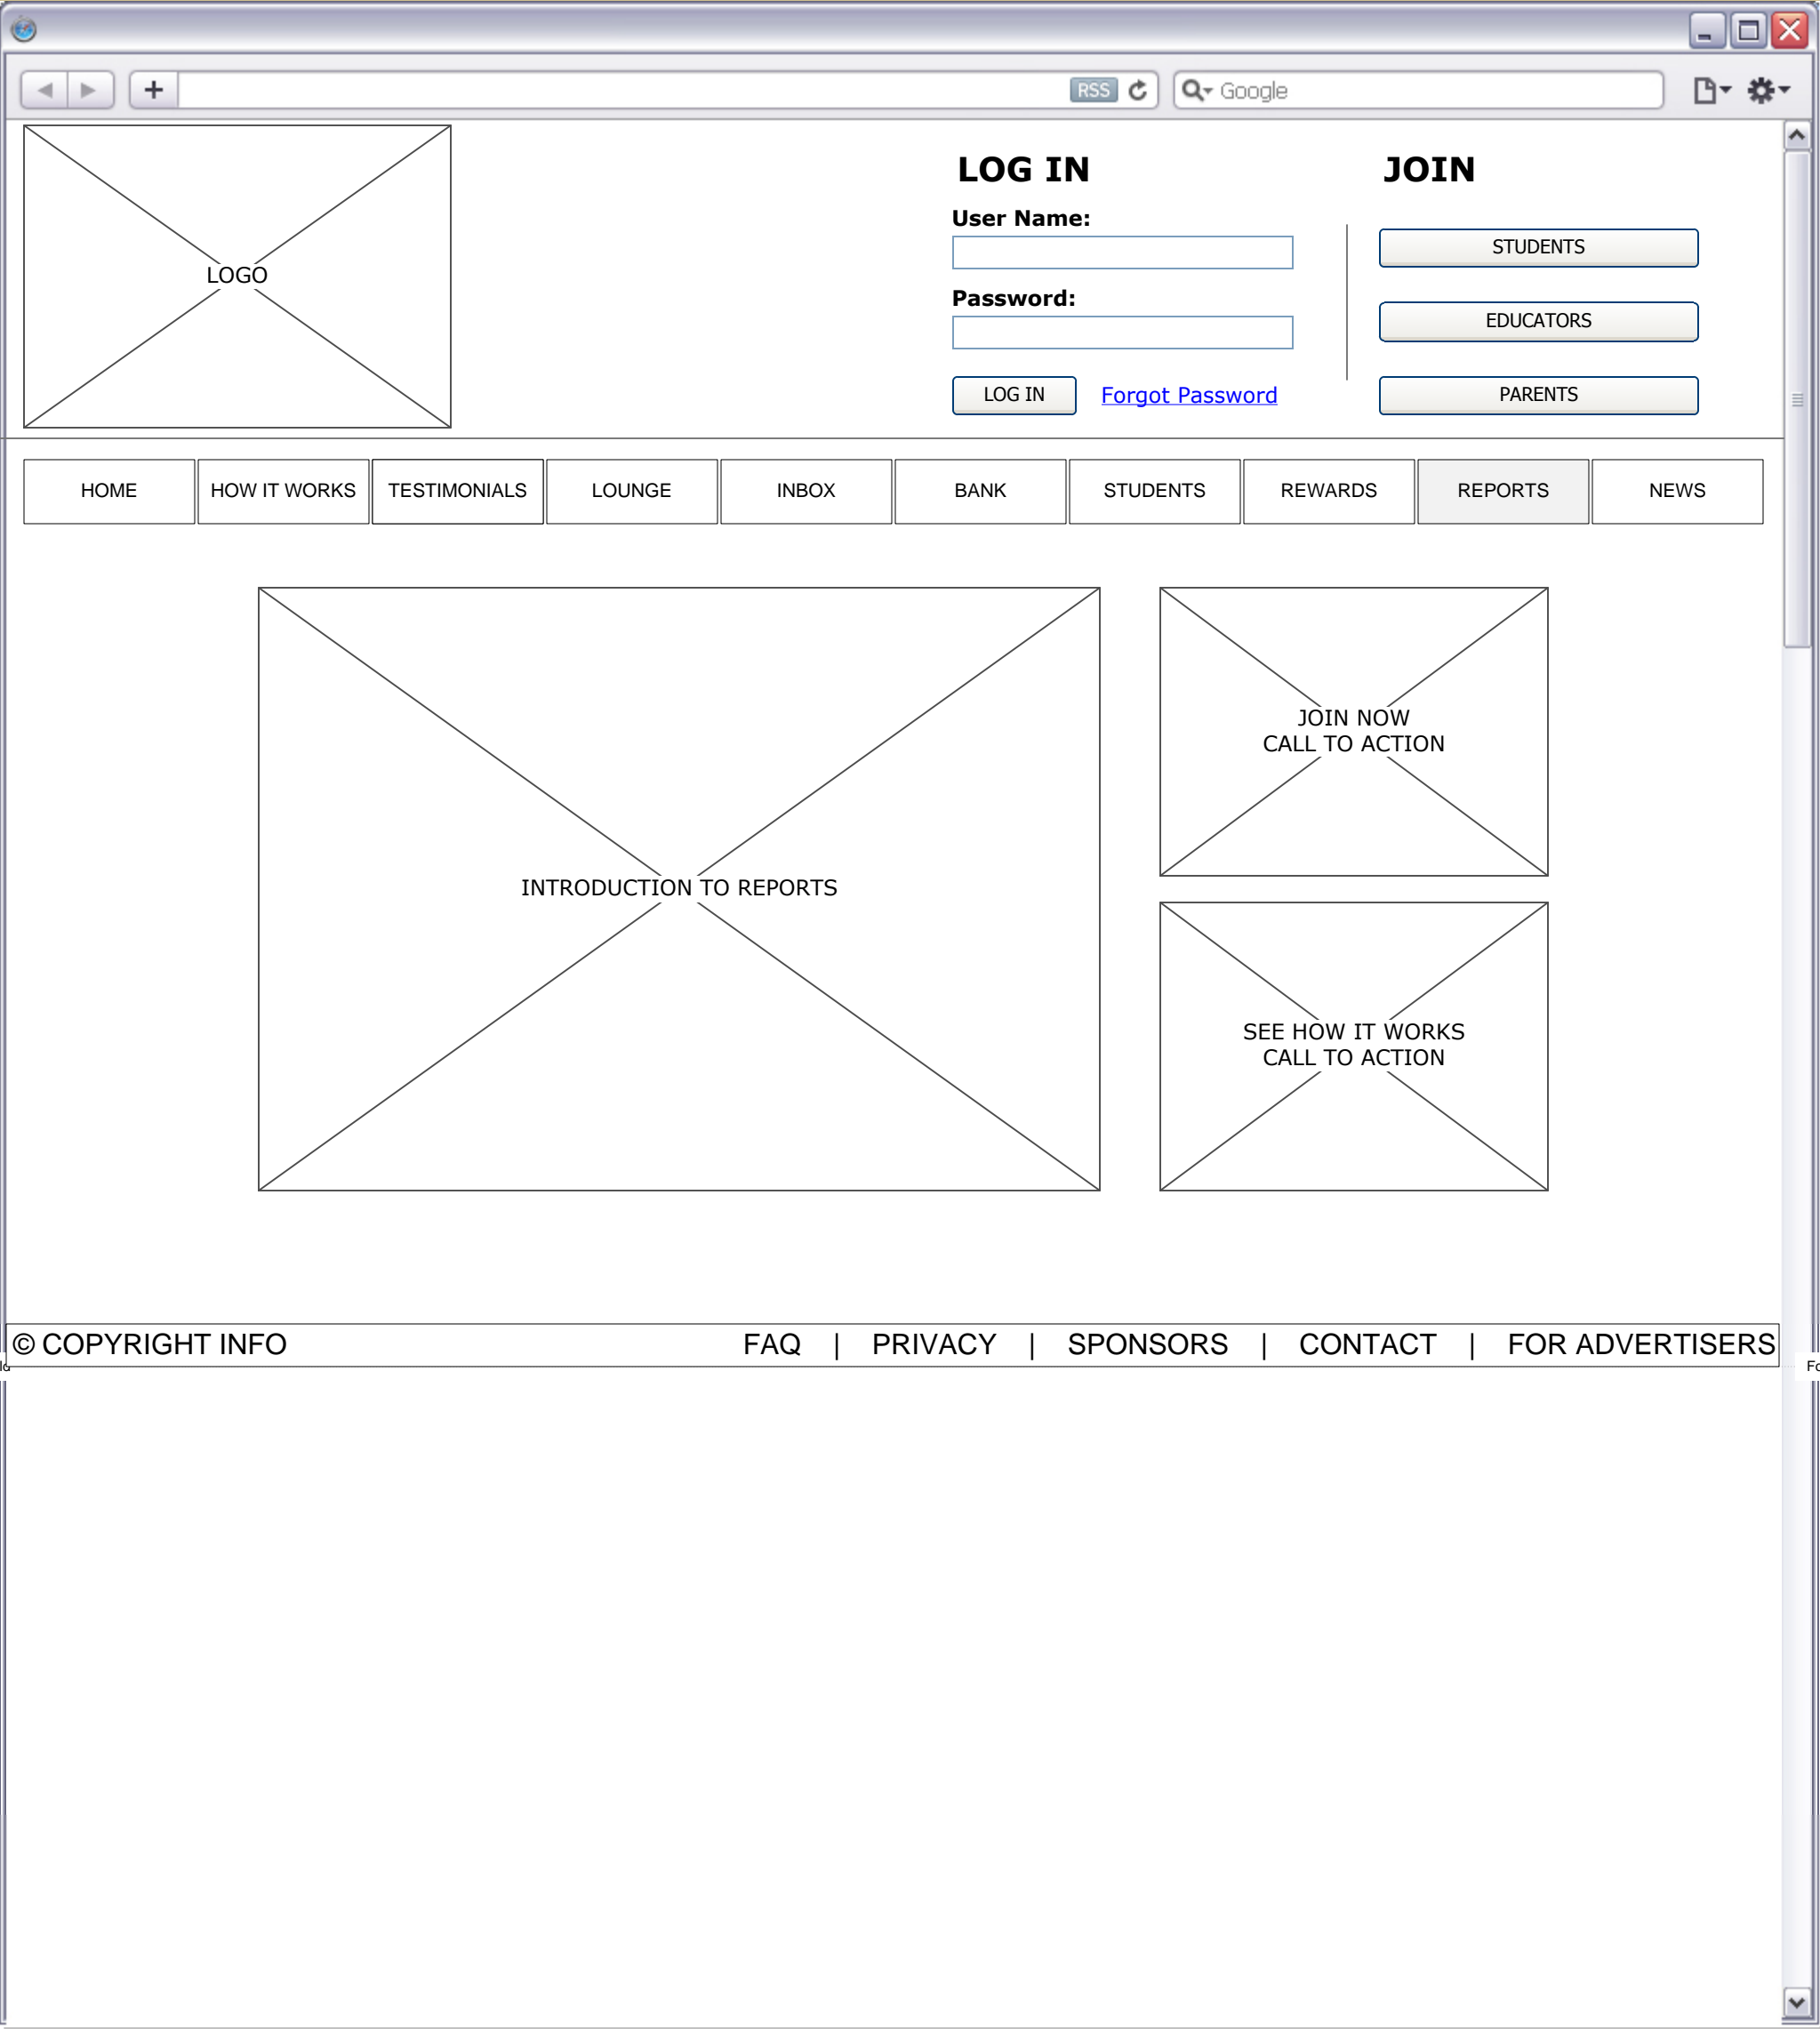 RSS
Google
LOGO
LOG IN
User Name:
Password:
LOG IN
Forgot Password
JOIN
STUDENTS
EDUCATORS
PARENTS
HOME
HOW IT WORKS
TESTIMONIALS
LOUNGE
INBOX
BANK
STUDENTS
REWARDS
REPORTS
NEWS
INTRODUCTION TO REPORTS
JOIN NOW
CALL TO ACTION
SEE HOW IT WORKS
CALL TO ACTION
© COPYRIGHT INFO
FAQ | PRIVACY | SPONSORS | CONTACT | FOR ADVERTISERS